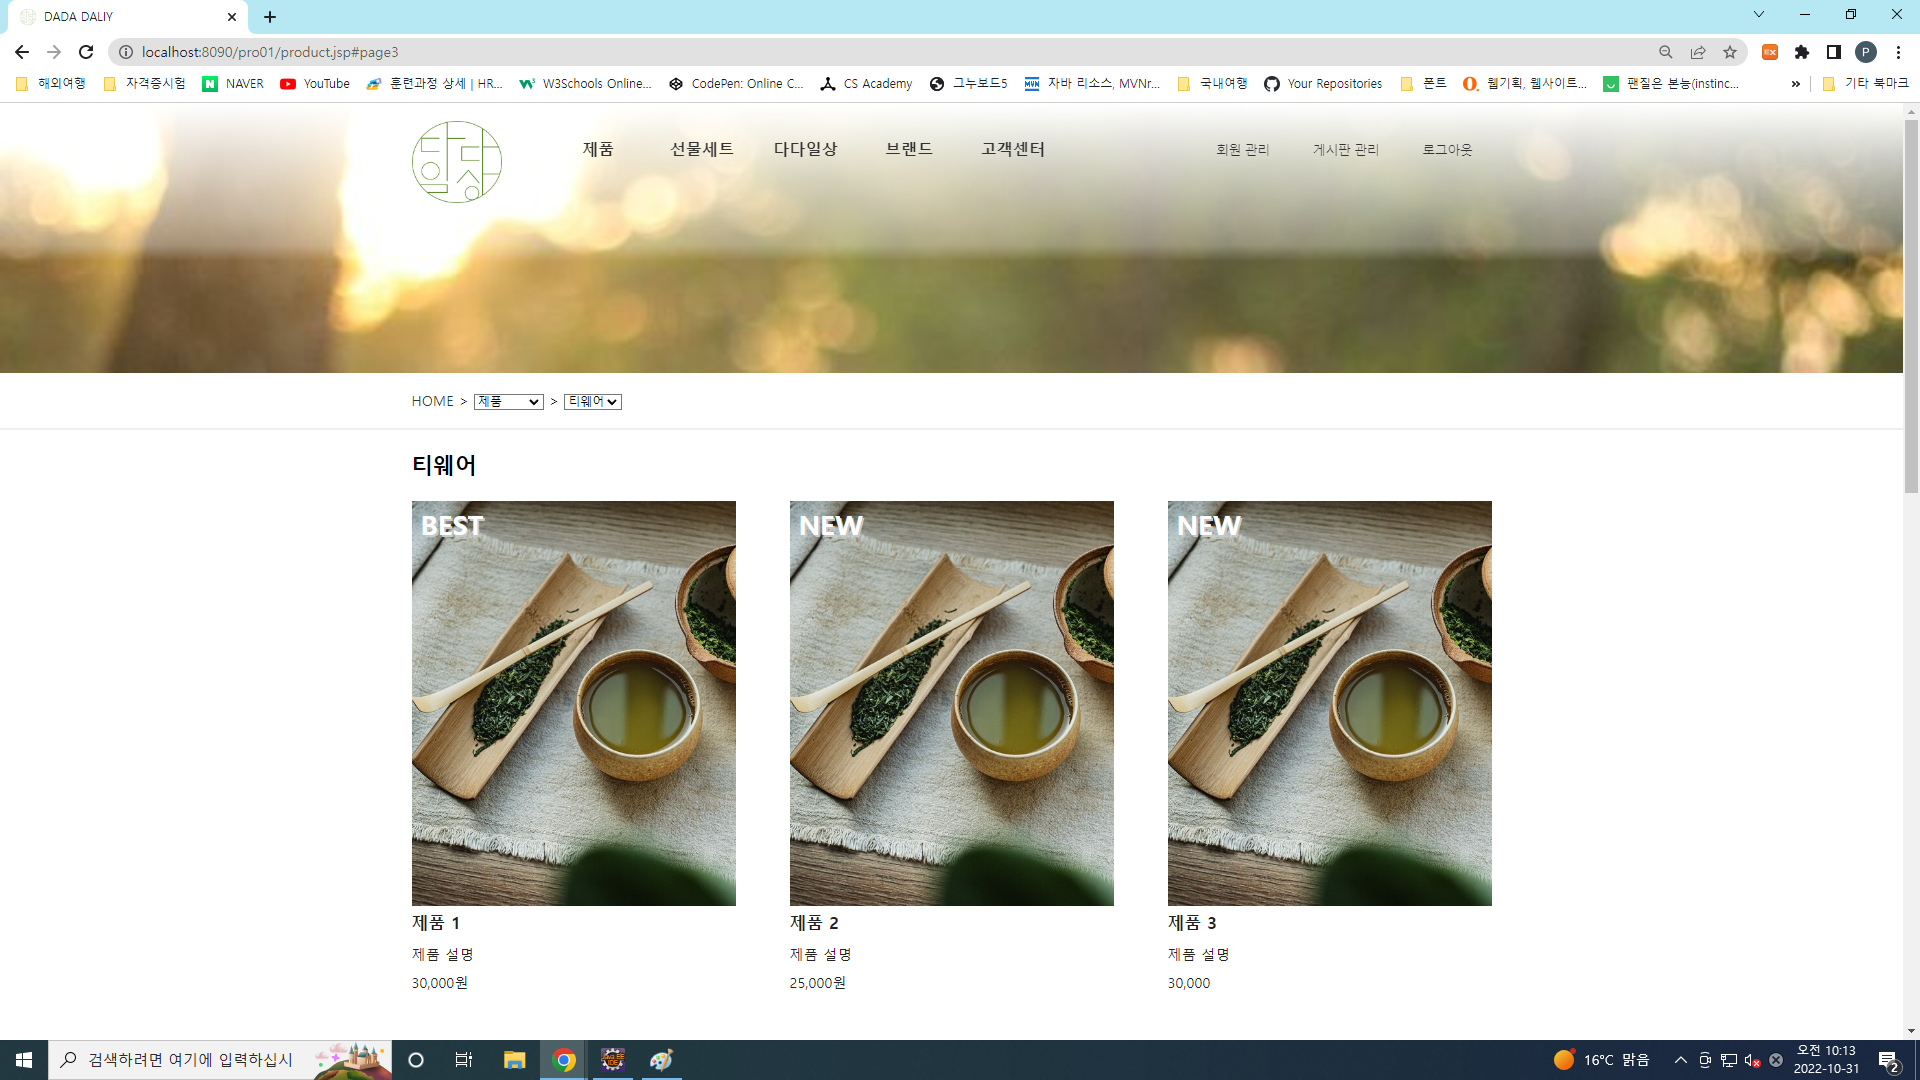 DADA DALIY
localhost:8090/pro01/product.jsp#page3
해외여행 자격증시험 NAVER YouTube 훈련과정 상세 | HR... W3Schools Online... CodePen: Online C... CS Academy 그누보드5 자바 리소스, MVNr... 국내여행 Your Repositories 폰트 웹기획, 웹사이트... 팬질은 본능(instinc... » 기타 북마크
담장
제품 선물세트 다다일상 브랜드 고객센터 회원 관리 게시판 관리 로그아웃
HOME > 제품 > 티웨어
티웨어
BEST NEW NEW
제품 1 제품 2 제품 3
제품 설명 제품 설명 제품 설명
30,000원 25,000원 30,000
검색하려면 여기에 입력하십시
16°C 맑음
오전 10:13
2022-10-31
2